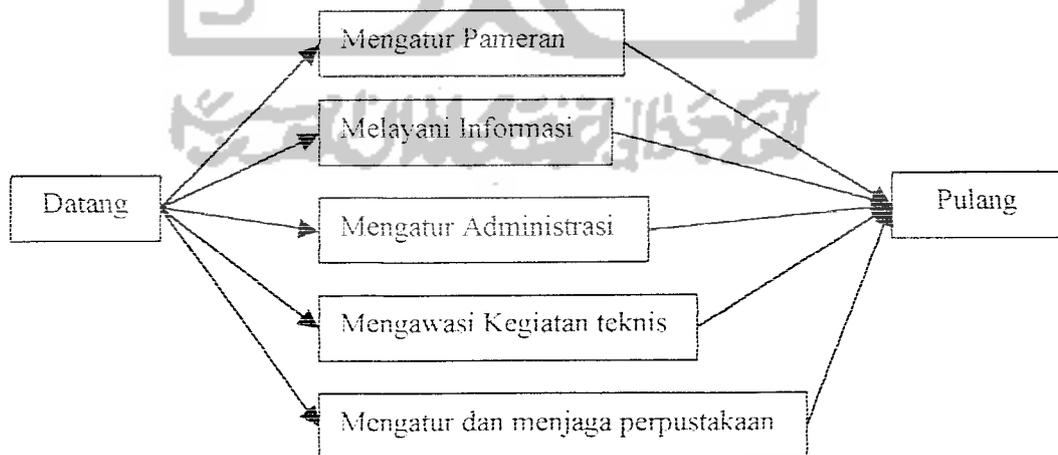 Mengatur Pameran
Melayani Informasi
Datang
Pulang
Mengatur Administrasi
Mengawasi Kegiatan teknis
Mengatur dan menjaga perpustakaan